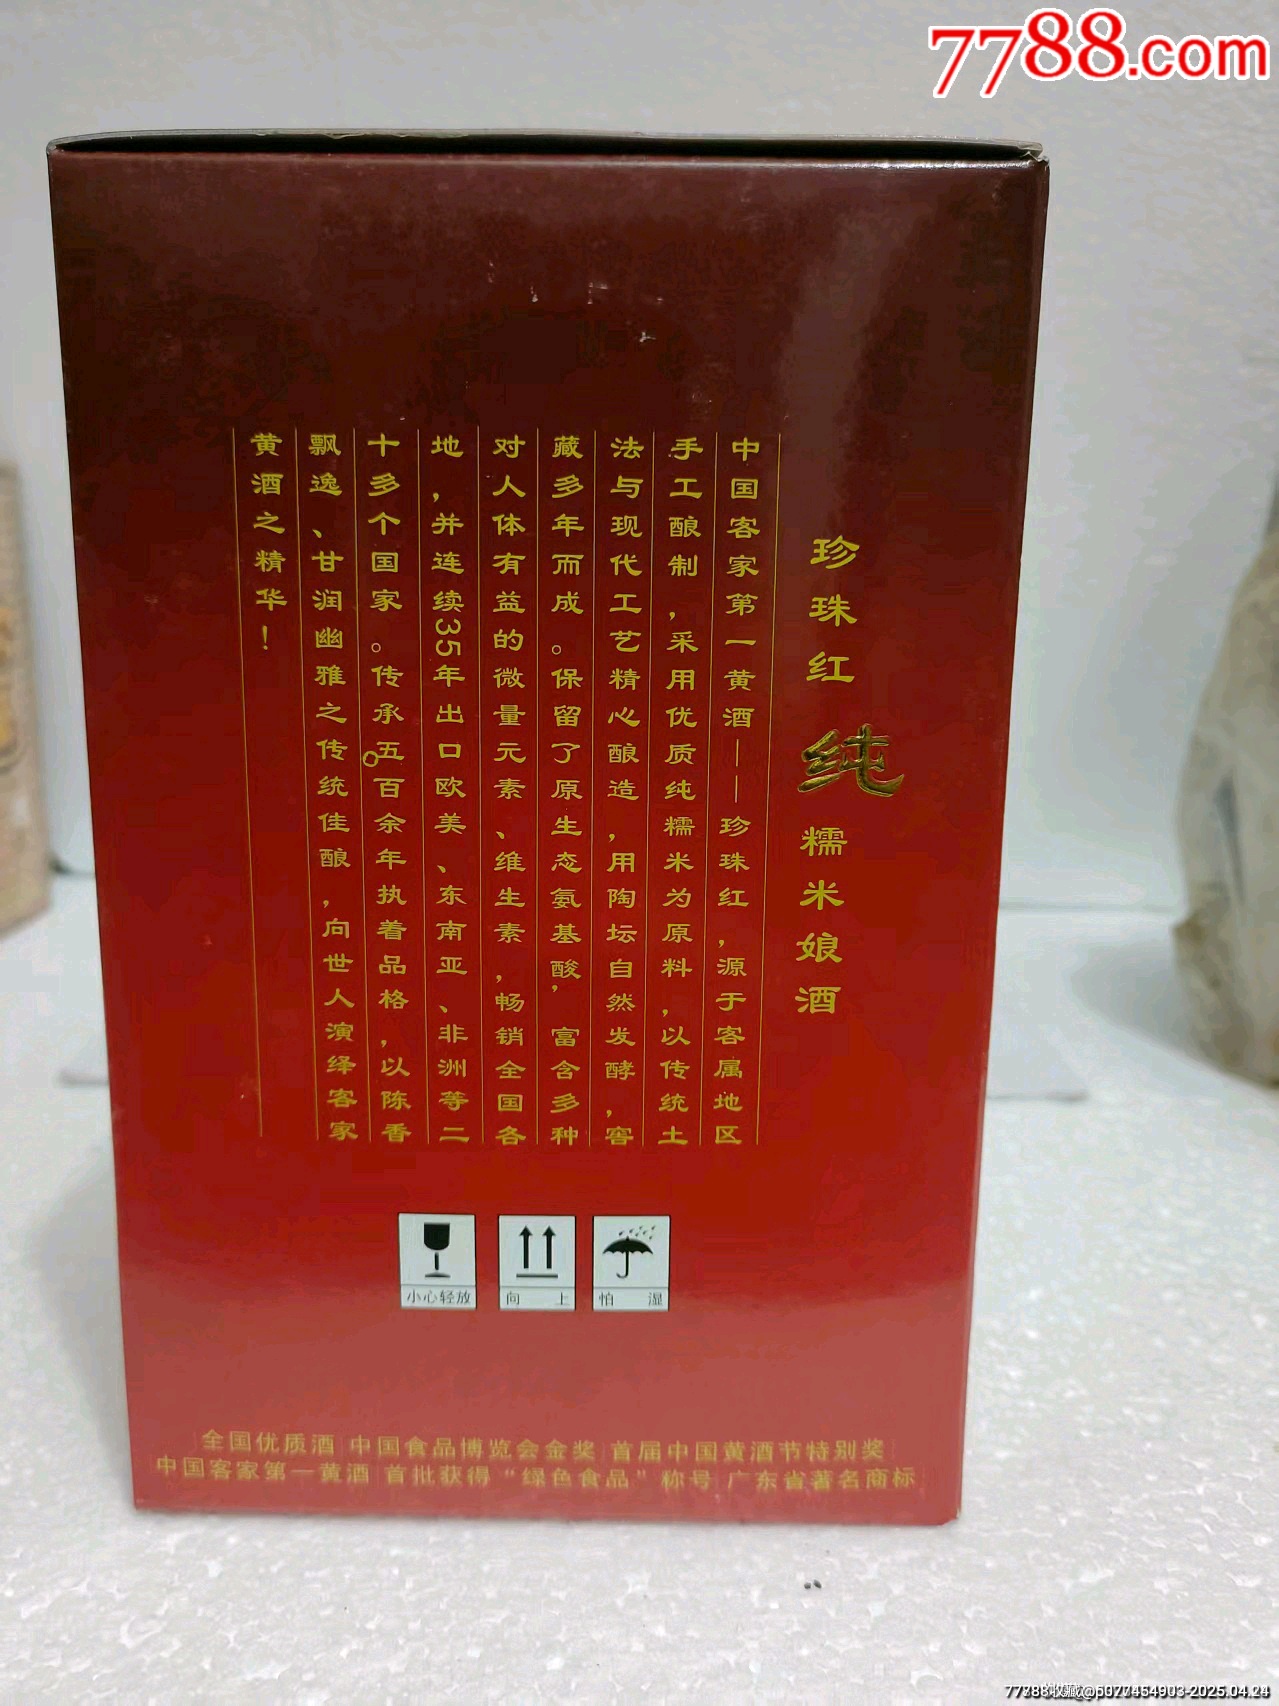 7788.com
珍珠红纯糯米娘酒
中国客家第一黄酒——珍珠红，源于客属地区
手工酿制，采用优质纯糯米为原料，以传统土
法与现代工艺精心酿造，用陶坛自然发酵，窖
藏多年而成。保留了原生态氨基酸，富含多种
对人体有益的微量元素、维生素，畅销全国各
地，并连续35年出口欧美、东南亚、非洲等二
十多个国家。传承五百余年执着品格，以陈香
飘逸、甘润幽雅之传统佳酿，向世人演绎客家
黄酒之精华！
小心轻放
向上
怕湿
全国优质酒 中国食品博览会金奖 首届中国黄酒节特别奖
中国客家第一黄酒 首批获得“绿色食品”称号 广东省著名商标